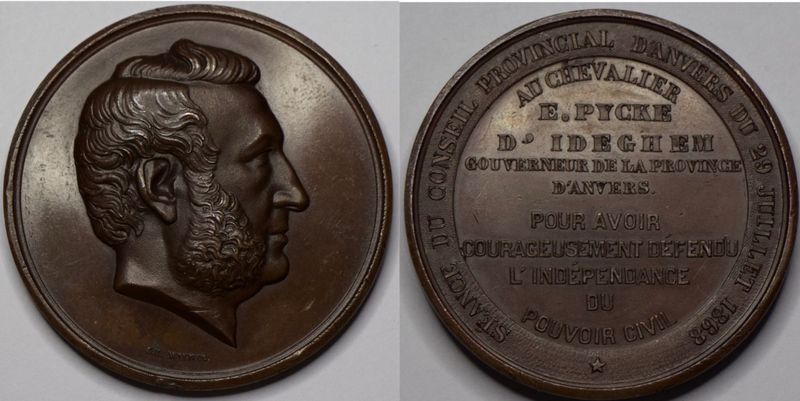 SÉANCE DU CONSEIL PROVINCIAL D'ANVERS DU 29 JUILLET 1868
AU CHEVALIER
E. PYCKE
D'IDEGHEM
GOUVERNEUR DE LA PROVINCE
D'ANVERS.
POUR AVOIR
COURAGEUSEMENT DÉFENDU
L'INDÉPENDANCE
DU
POUVOIR CIVIL